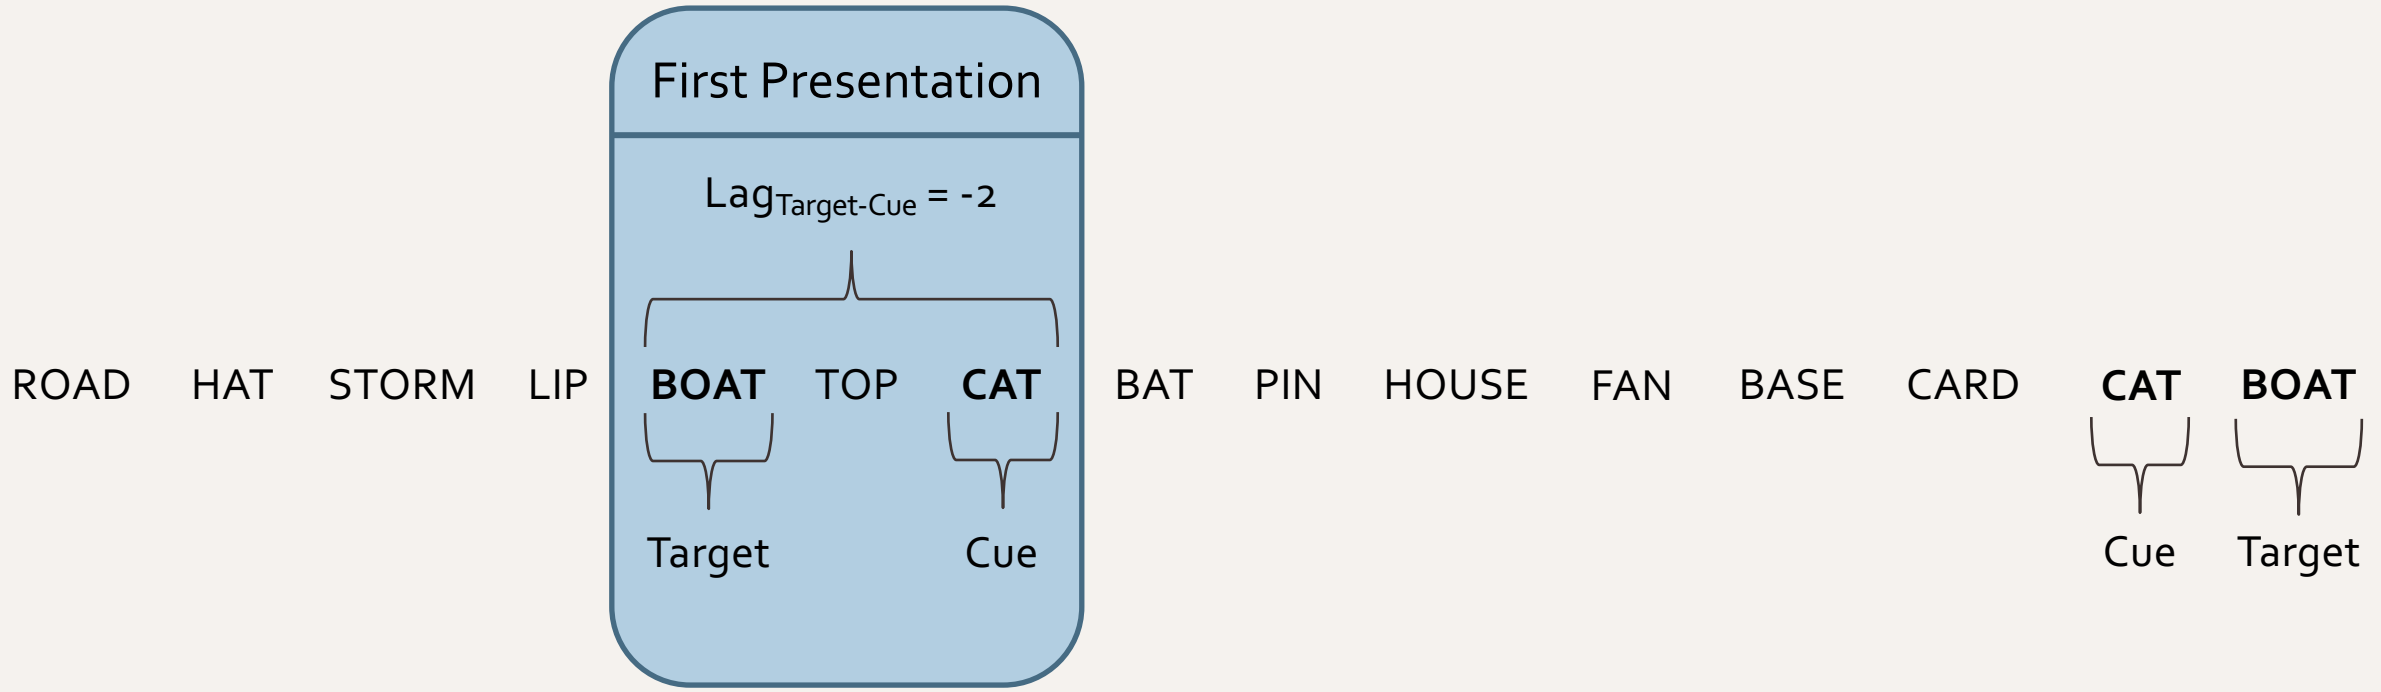 First Presentation
LagTarget-Cue = -2
ROAD HAT STORM LIP BOAT TOP CAT BAT PIN HOUSE FAN BASE CARD CAT BOAT
Target Cue Cue Target